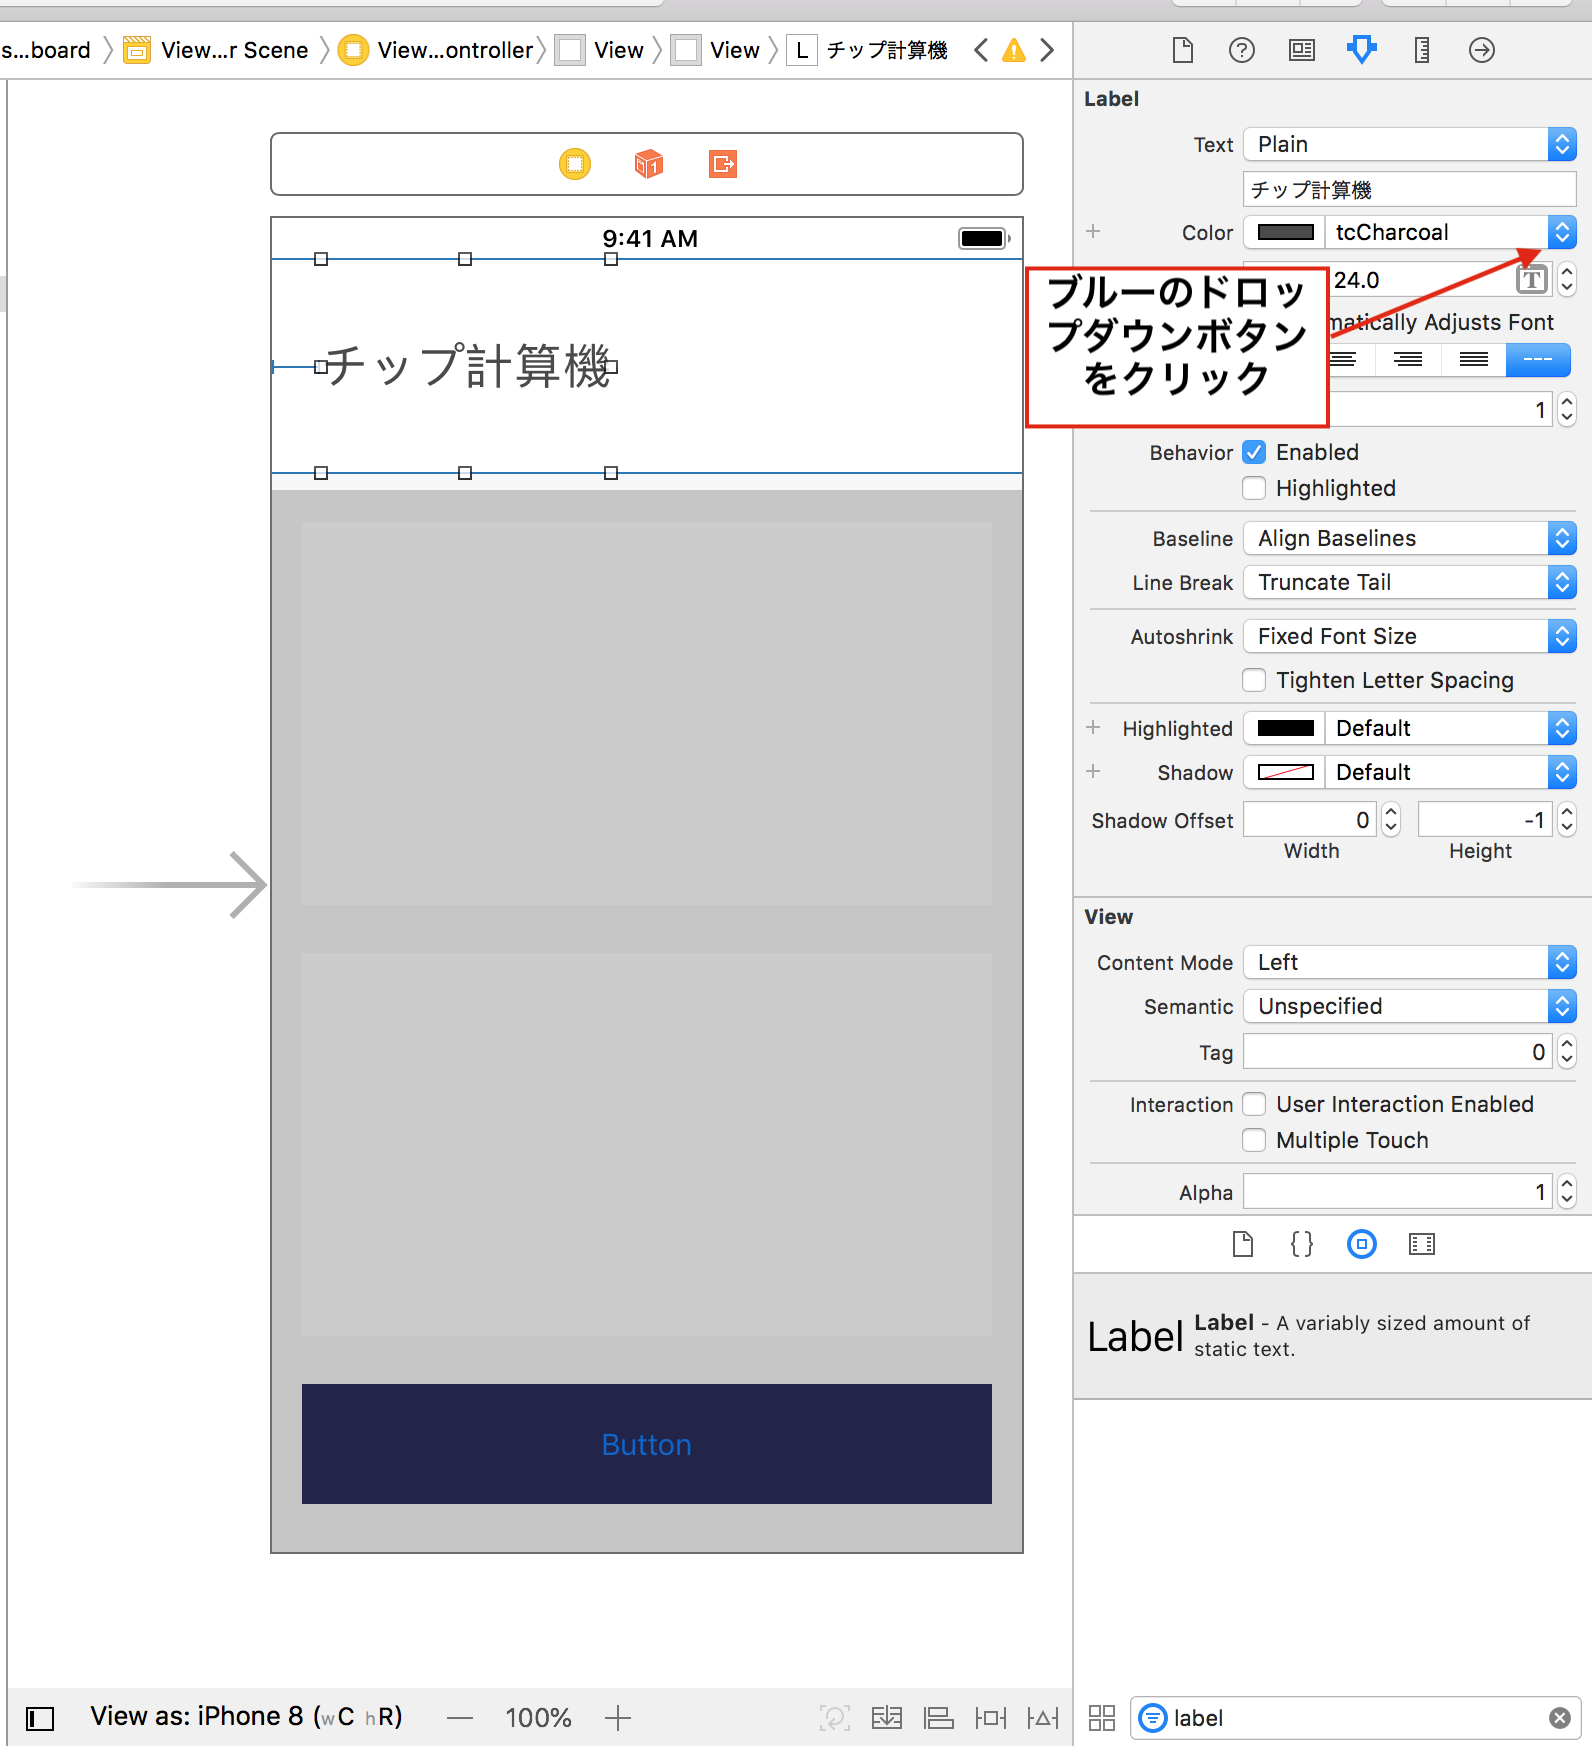 s...board
View...r Scene
View...ontroller
View
View
L
チップ計算機
9:41 AM
チップ計算機
Button
View as: iPhone 8 (wC hR)
100%
Label
Text
Plain
チップ計算機
Color
tcCharcoal
24.0
T
matically Adjusts Font
ブルーのドロッ
プダウンボタン
をクリック
1
Behavior
Enabled
Highlighted
Baseline
Align Baselines
Line Break
Truncate Tail
Autoshrink
Fixed Font Size
Tighten Letter Spacing
Highlighted
Default
Shadow
Default
Shadow Offset
0
-1
Width
Height
View
Content Mode
Left
Semantic
Unspecified
Tag
0
Interaction
User Interaction Enabled
Multiple Touch
Alpha
1
{}
Label
Label - A variably sized amount of
static text.
label